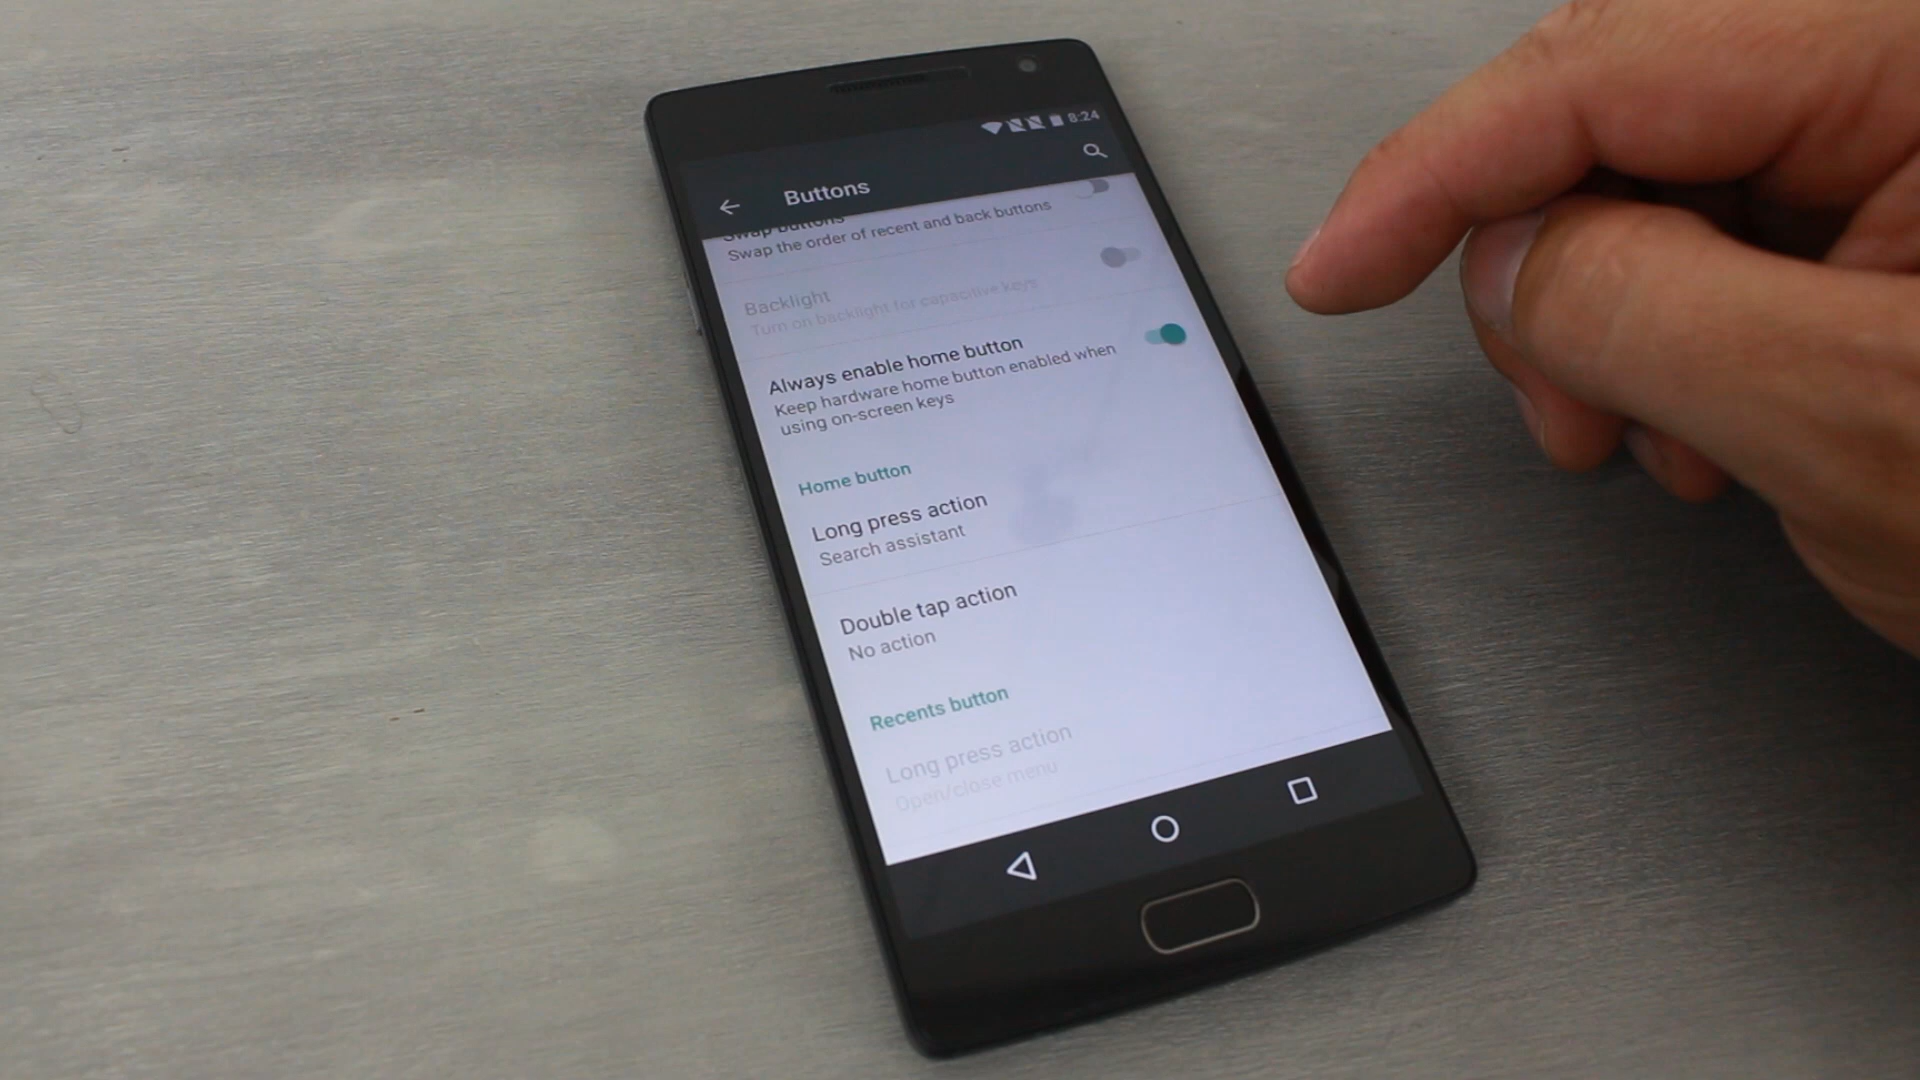 8:24
Buttons
Swap buttons
Swap the order of recent and back buttons
Backlight
Turn on backlight for capacitive keys
Always enable home button
Keep hardware home button enabled when
using on-screen keys
Home button
Long press action
Search assistant
Double tap action
No action
Recents button
Long press action
Open/close menu